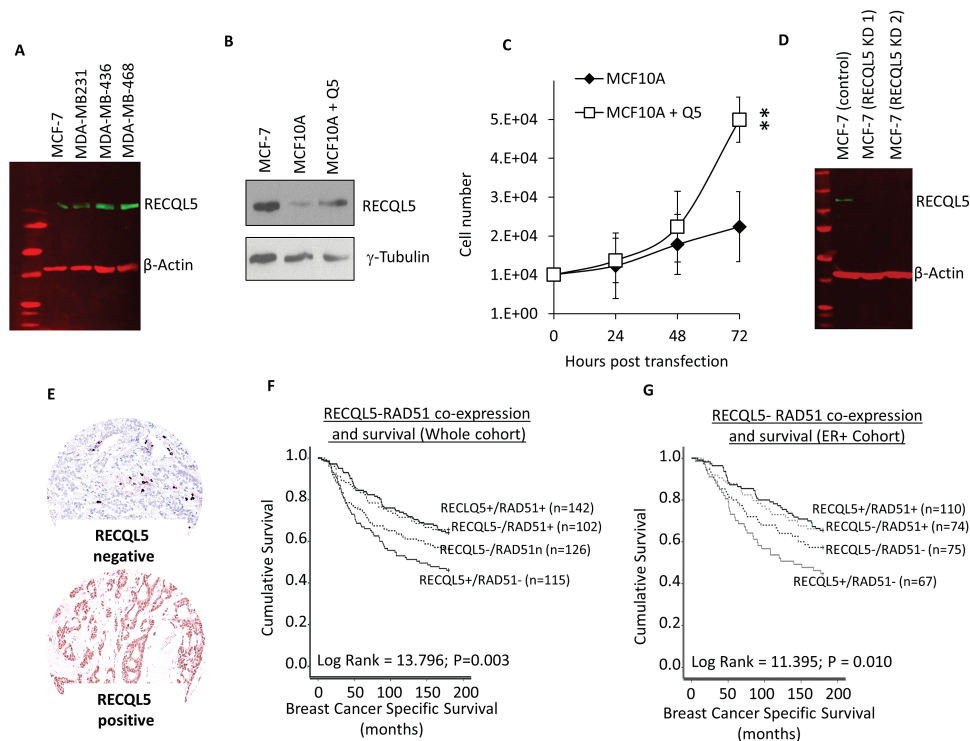 A
MCF-7
MDA-MB231
MDA-MB-436
MDA-MB-468
RECQL5
β-Actin
B
MCF-7
MCF10A
MCF10A + Q5
RECQL5
γ-Tubulin
C
MCF10A
MCF10A + Q5
Cell number
5.E+04
4.E+04
3.E+04
2.E+04
1.E+04
1.E+00
**
0 24 48 72
Hours post transfection
D
MCF-7 (control)
MCF-7 (RECQL5 KD 1)
MCF-7 (RECQL5 KD 2)
RECQL5
β-Actin
E
RECQL5
negative
RECQL5
positive
F
RECQL5-RAD51 co-expression
and survival (Whole cohort)
Cumulative Survival
1.0
0.8
0.6
0.4
0.2
0.0
RECLQ5+/RAD51+ (n=142)
RECQL5-/RAD51+ (n=102)
RECQL5-/RAD51n (n=126)
RECQL5+/RAD51- (n=115)
Log Rank = 13.796; P=0.003
0 50 100 150 200
Breast Cancer Specific Survival
(months)
G
RECQL5- RAD51 co-expression
and survival (ER+ Cohort)
Cumulative Survival
1.0
0.8
0.6
0.4
0.2
0.0
RECQL5+/RAD51+ (n=110)
RECQL5-/RAD51+ (n=74)
RECQL5-/RAD51- (n=75)
RECQL5+/RAD51- (n=67)
Log Rank = 11.395; P = 0.010
0 50 100 150 200
Breast Cancer Specific Survival
(months)